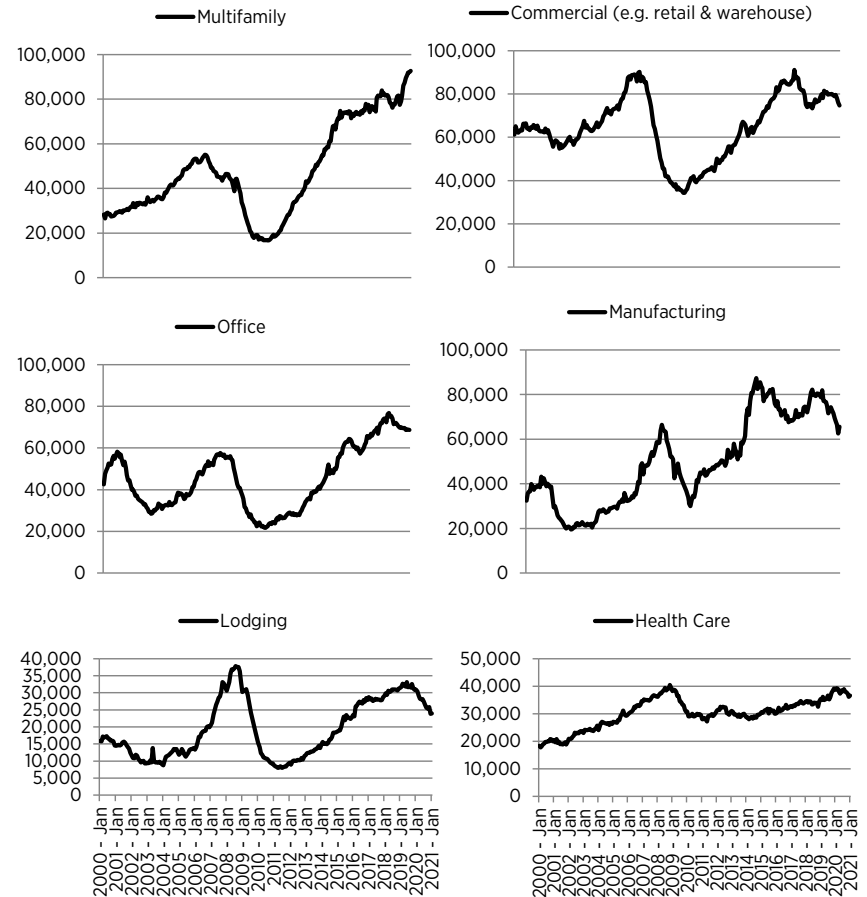 Multifamily
100,000
80,000
60,000
40,000
20,000
0
Commercial (e.g. retail & warehouse)
100,000
80,000
60,000
40,000
20,000
0
Office
100,000
80,000
60,000
40,000
20,000
0
Manufacturing
100,000
80,000
60,000
40,000
20,000
0
Lodging
40,000
35,000
30,000
25,000
20,000
15,000
10,000
5,000
0
2000 - Jan
2001 - Jan
2002 - Jan
2003 - Jan
2004 - Jan
2005 - Jan
2006 - Jan
2007 - Jan
2008 - Jan
2009 - Jan
2010 - Jan
2011 - Jan
2012 - Jan
2013 - Jan
2014 - Jan
2015 - Jan
2016 - Jan
2017 - Jan
2018 - Jan
2019 - Jan
2020 - Jan
2021 - Jan
Health Care
50,000
40,000
30,000
20,000
10,000
0
2000 - Jan
2001 - Jan
2002 - Jan
2003 - Jan
2004 - Jan
2005 - Jan
2006 - Jan
2007 - Jan
2008 - Jan
2009 - Jan
2010 - Jan
2011 - Jan
2012 - Jan
2013 - Jan
2014 - Jan
2015 - Jan
2016 - Jan
2017 - Jan
2018 - Jan
2019 - Jan
2020 - Jan
2021 - Jan